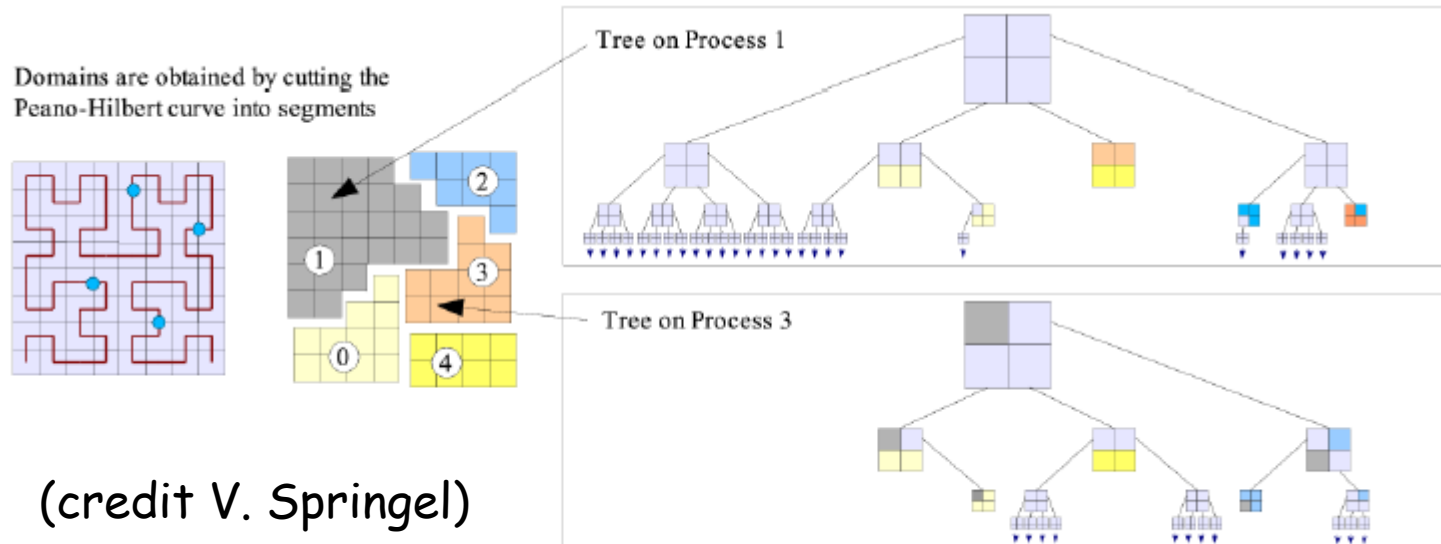 Domains are obtained by cutting the
Peano-Hilbert curve into segments
Tree on Process 1
2
1
3
0
4
Tree on Process 3
(credit V. Springel)